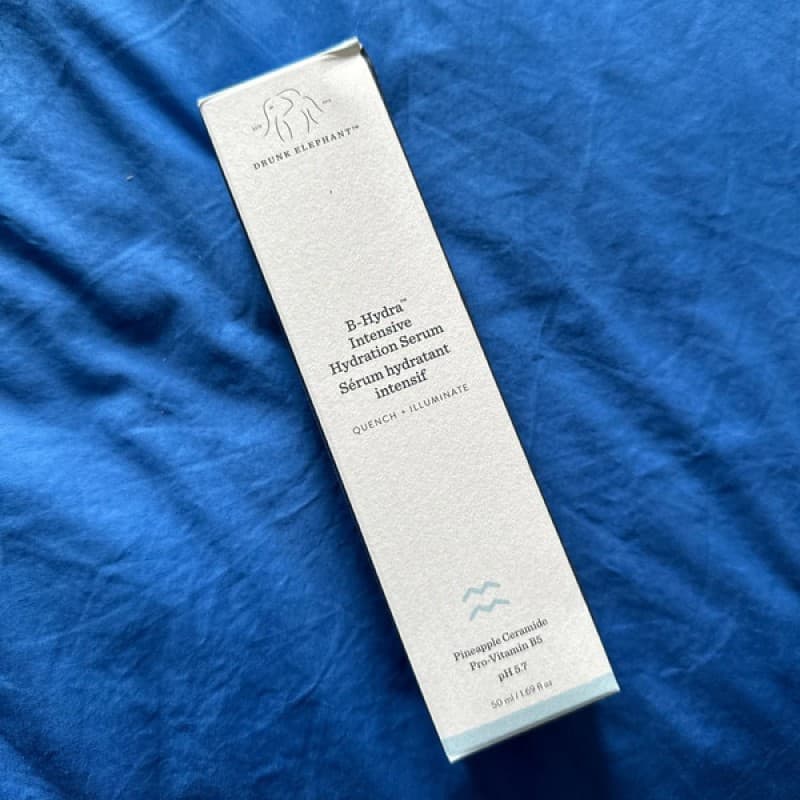 DRUNK ELEPHANT™
B-Hydra™
Intensive
Hydration Serum
Sérum hydratant
intensif
QUENCH + ILLUMINATE
Pineapple Ceramide
Pro-Vitamin B5
pH 5.7
50 ml / 1.69 fl oz